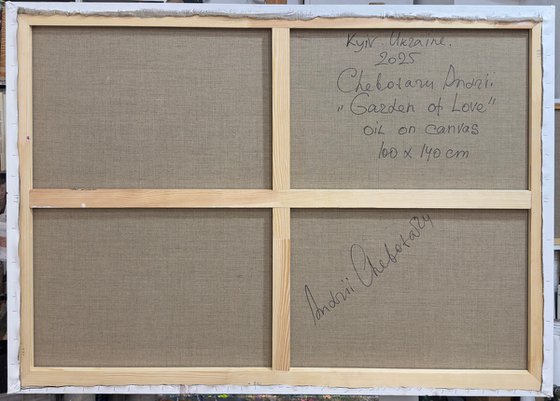 Kyiv. Ukraine.
2025
Chebotaru Andrii
„Garden of Love"
oil on canvas
100 x 140 cm
Andrii Chebotaru